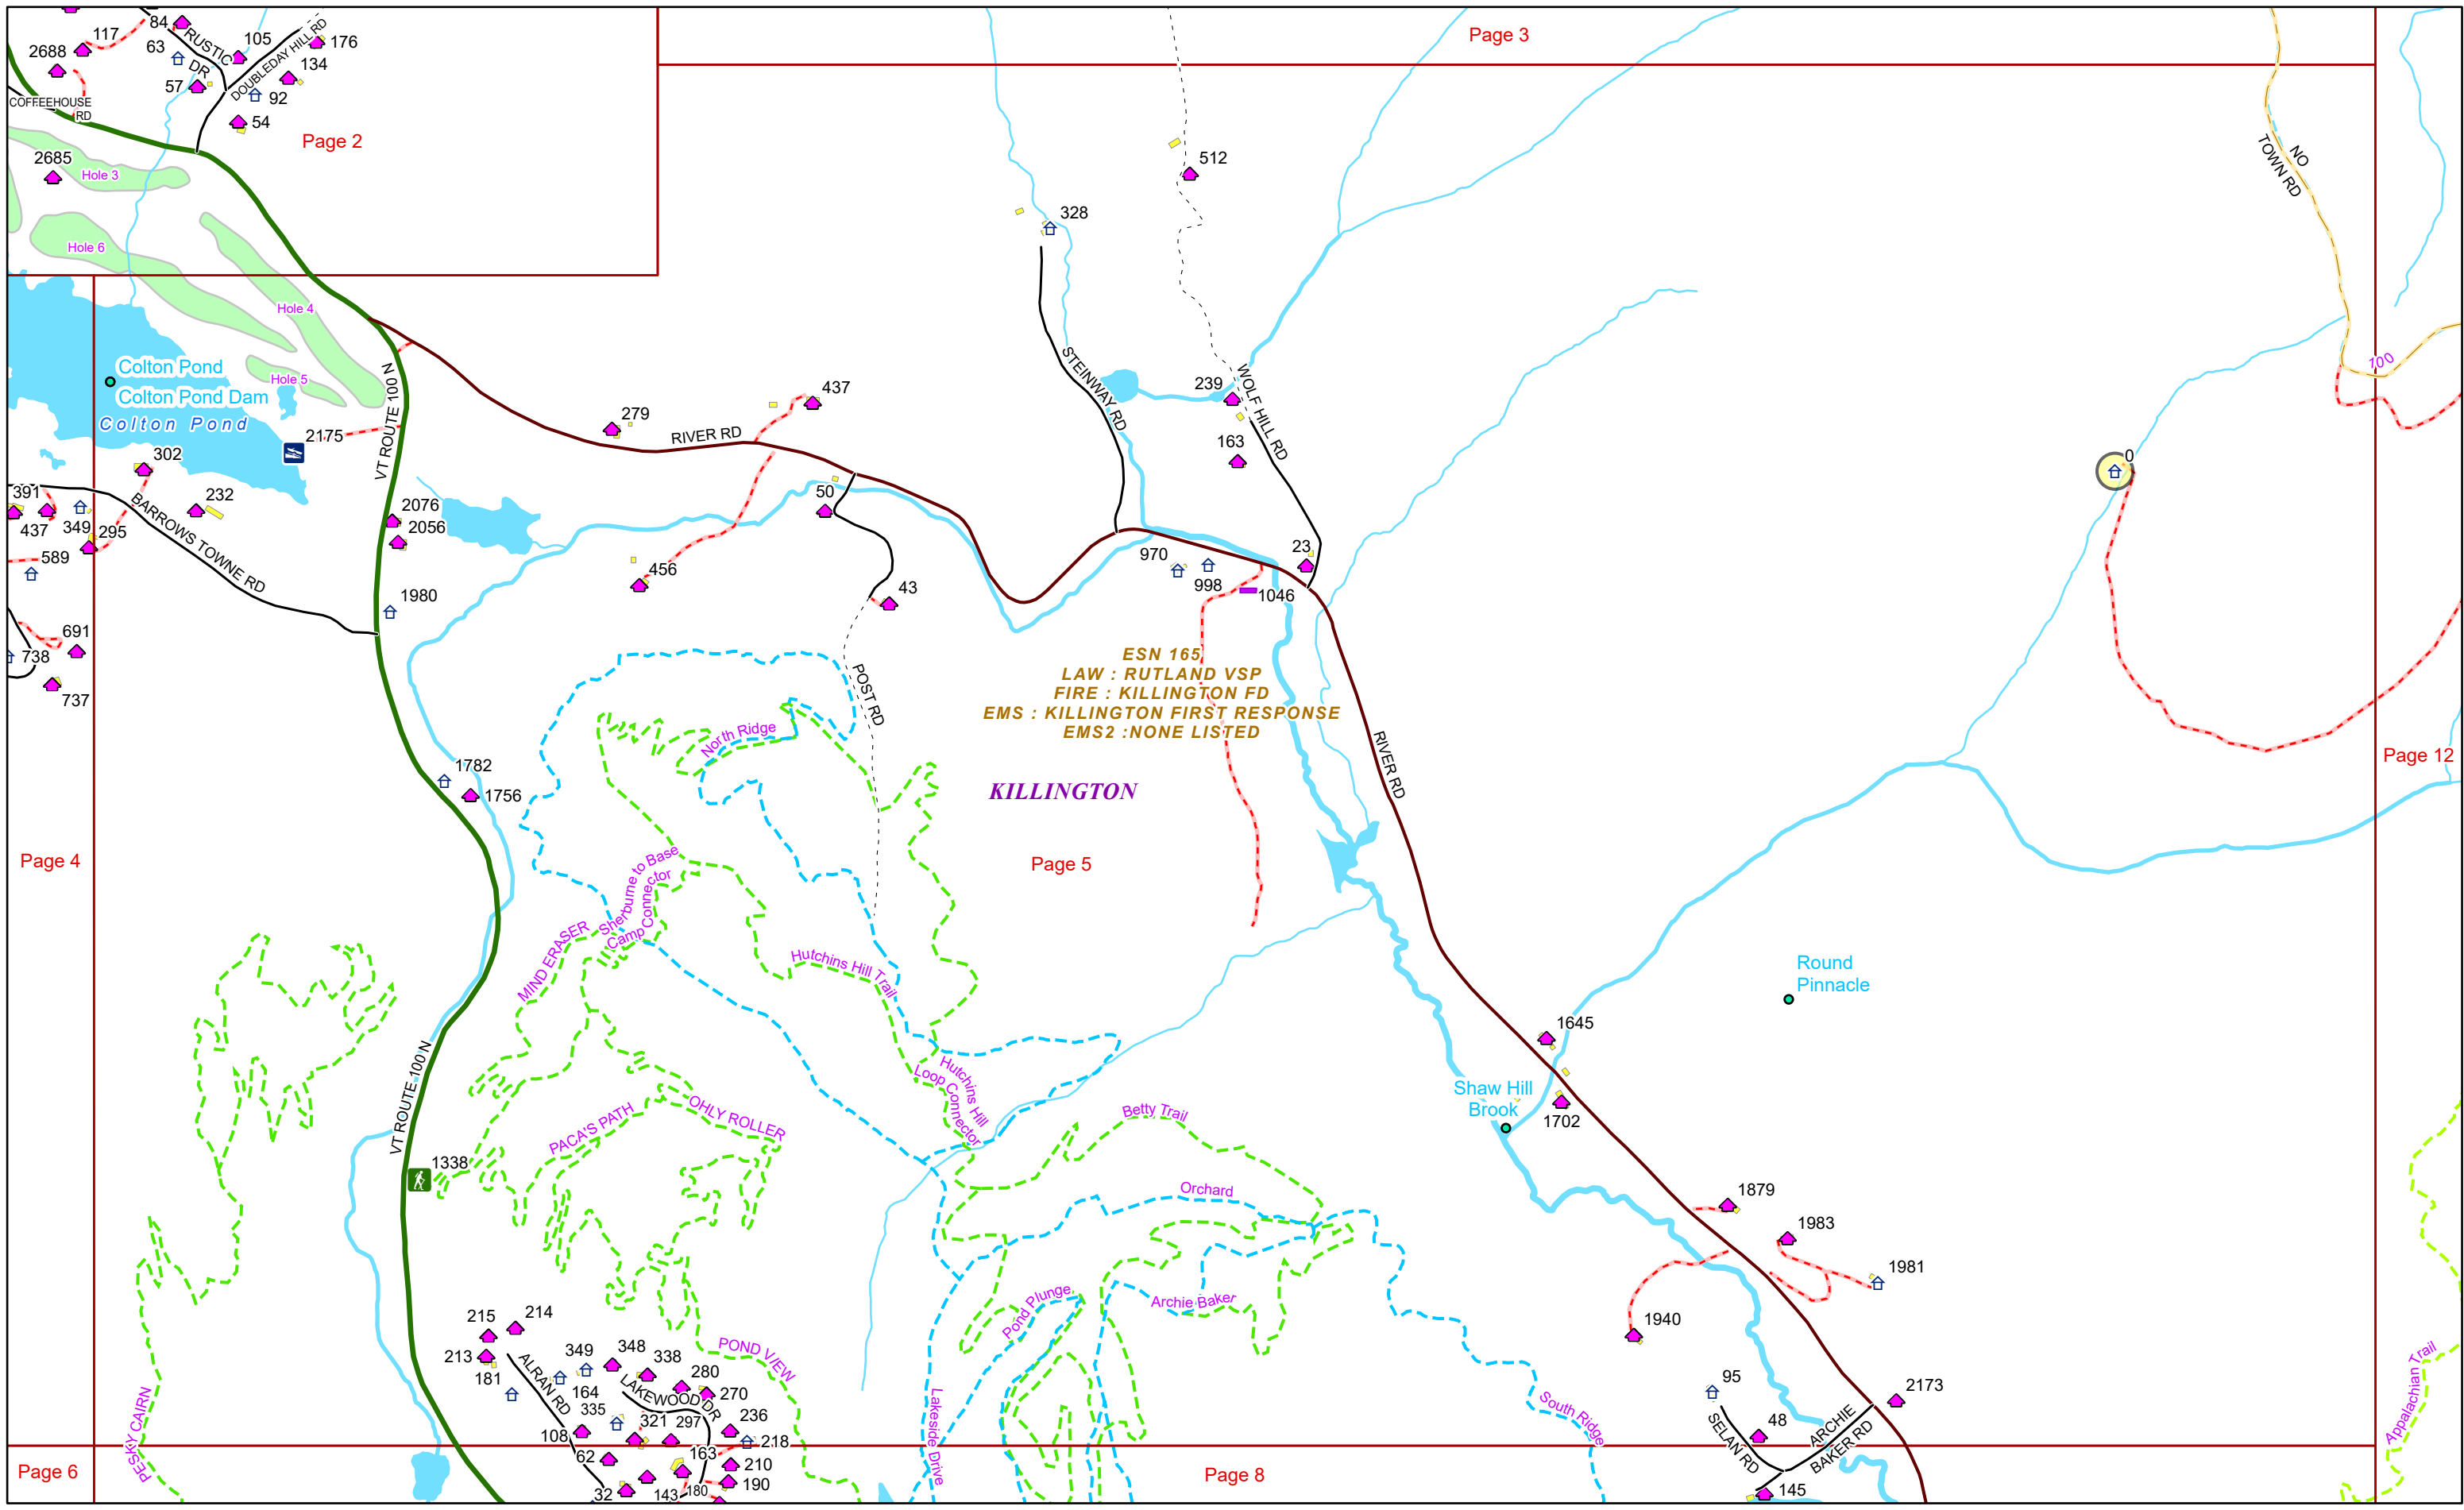 84
117
2688
63
RUSTIC
DR
105
DOUBLEDAY HILL RD
176
134
57
92
54
COFFEEHOUSE
RD
Page 2
Page 3
2685
Hole 3
Hole 6
Hole 4
Hole 5
512
328
NO
TOWN RD
100
Colton Pond
Colton Pond Dam
Colton Pond
2175
VT ROUTE 100 N
302
232
391
437
349
295
589
BARROWS TOWNE RD
2076
2056
1980
691
738
737
279
437
RIVER RD
50
456
43
POST RD
STEINWAY RD
239
WOLF HILL RD
163
23
970
998
1046
0
ESN 165
LAW : RUTLAND VSP
FIRE : KILLINGTON FD
EMS : KILLINGTON FIRST RESPONSE
EMS2 :NONE LISTED
KILLINGTON
Page 5
Page 12
Page 4
RIVER RD
1782
1756
North Ridge
Sherburne to Base
Camp Connector
MIND ERASER
Hutchins Hill Trail
Hutchins Hill
Loop Connector
Round
Pinnacle
1645
Shaw Hill
Brook
1702
VT ROUTE 100 N
1338
PACA'S PATH
OHLY ROLLER
Betty Trail
Orchard
Archie Baker
Pond Plunge
1879
1983
1981
1940
215
214
213
181
ALRAN RD
349
164
348
338
335
LAKEWOOD DR
280
270
321
297
236
218
108
62
163
210
190
32
143
180
POND VIEW
Lakeside Drive
South Ridge
PESKY CAIRN
Appalachian Trail
95
48
SELAN RD
ARCHIE
BAKER RD
2173
145
Page 6
Page 8